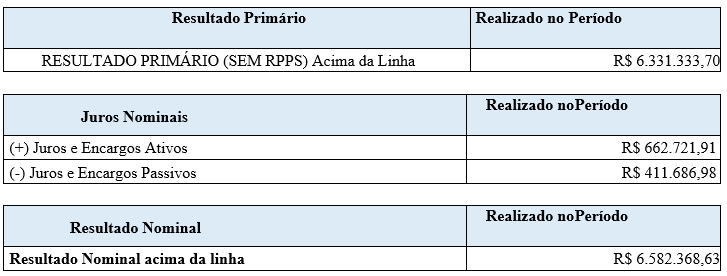 Resultado Primário Realizado no Período
RESULTADO PRIMÁRIO (SEM RPPS) Acima da Linha R$ 6.331.333,70
Juros Nominais Realizado noPeríodo
(+) Juros e Encargos Ativos R$ 662.721,91
(-) Juros e Encargos Passivos R$ 411.686,98
Resultado Nominal Realizado noPeríodo
Resultado Nominal acima da linha R$ 6.582.368,63